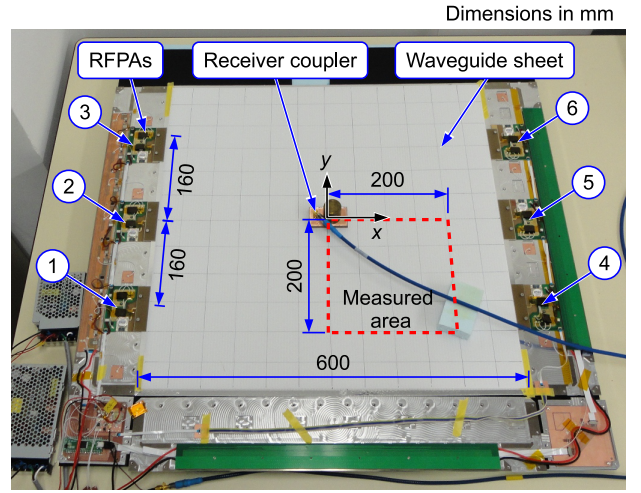 Dimensions in mm
RFPAs
Receiver coupler
Waveguide sheet
3
6
y
160
200
2
5
x
160
1
200
Measured
area
4
600